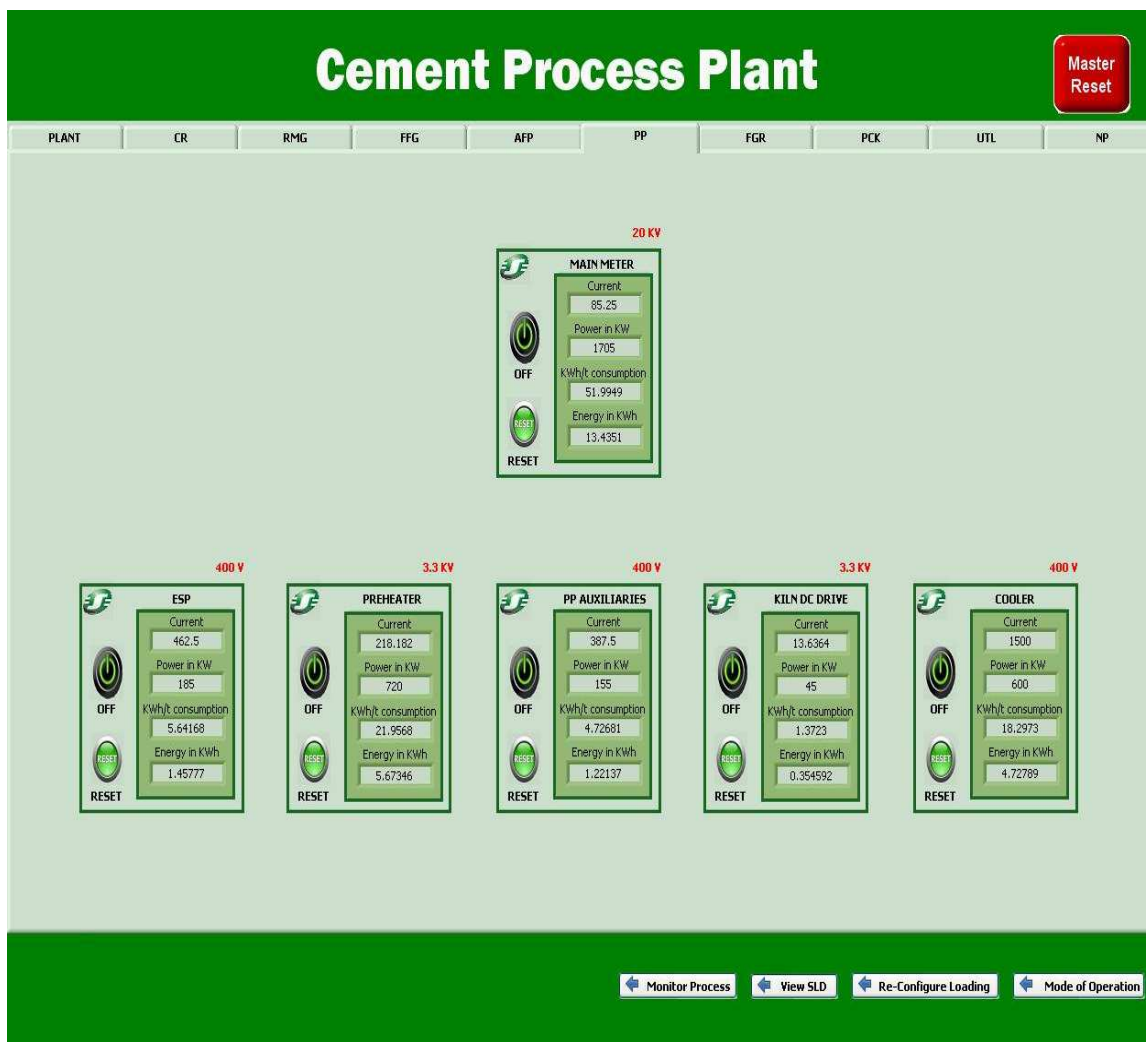 Cement Process Plant
Master
Reset
PLANT CR RMG FFG AFP PP FGR PCK UTL NP
20 KV
MAIN METER
Current
85.25
Power in KW
1705
OFF
KWh/t consumption
51.9949
Energy in KWh
13.4351
RESET
RESET
400 V
ESP
Current
462.5
Power in KW
185
OFF
KWh/t consumption
5.64168
Energy in KWh
1.45777
RESET
RESET
3.3 KV
PREHEATER
Current
218.182
Power in KW
720
OFF
KWh/t consumption
21.9568
Energy in KWh
5.67346
RESET
RESET
400 V
PP AUXILIARIES
Current
387.5
Power in KW
155
OFF
KWh/t consumption
4.72681
Energy in KWh
1.22137
RESET
RESET
3.3 KV
KILN DC DRIVE
Current
13.6364
Power in KW
45
OFF
KWh/t consumption
1.3723
Energy in KWh
0.354592
RESET
RESET
400 V
COOLER
Current
1500
Power in KW
600
OFF
KWh/t consumption
18.2973
Energy in KWh
4.72789
RESET
RESET
Monitor Process View SLD Re-Configure Loading Mode of Operation